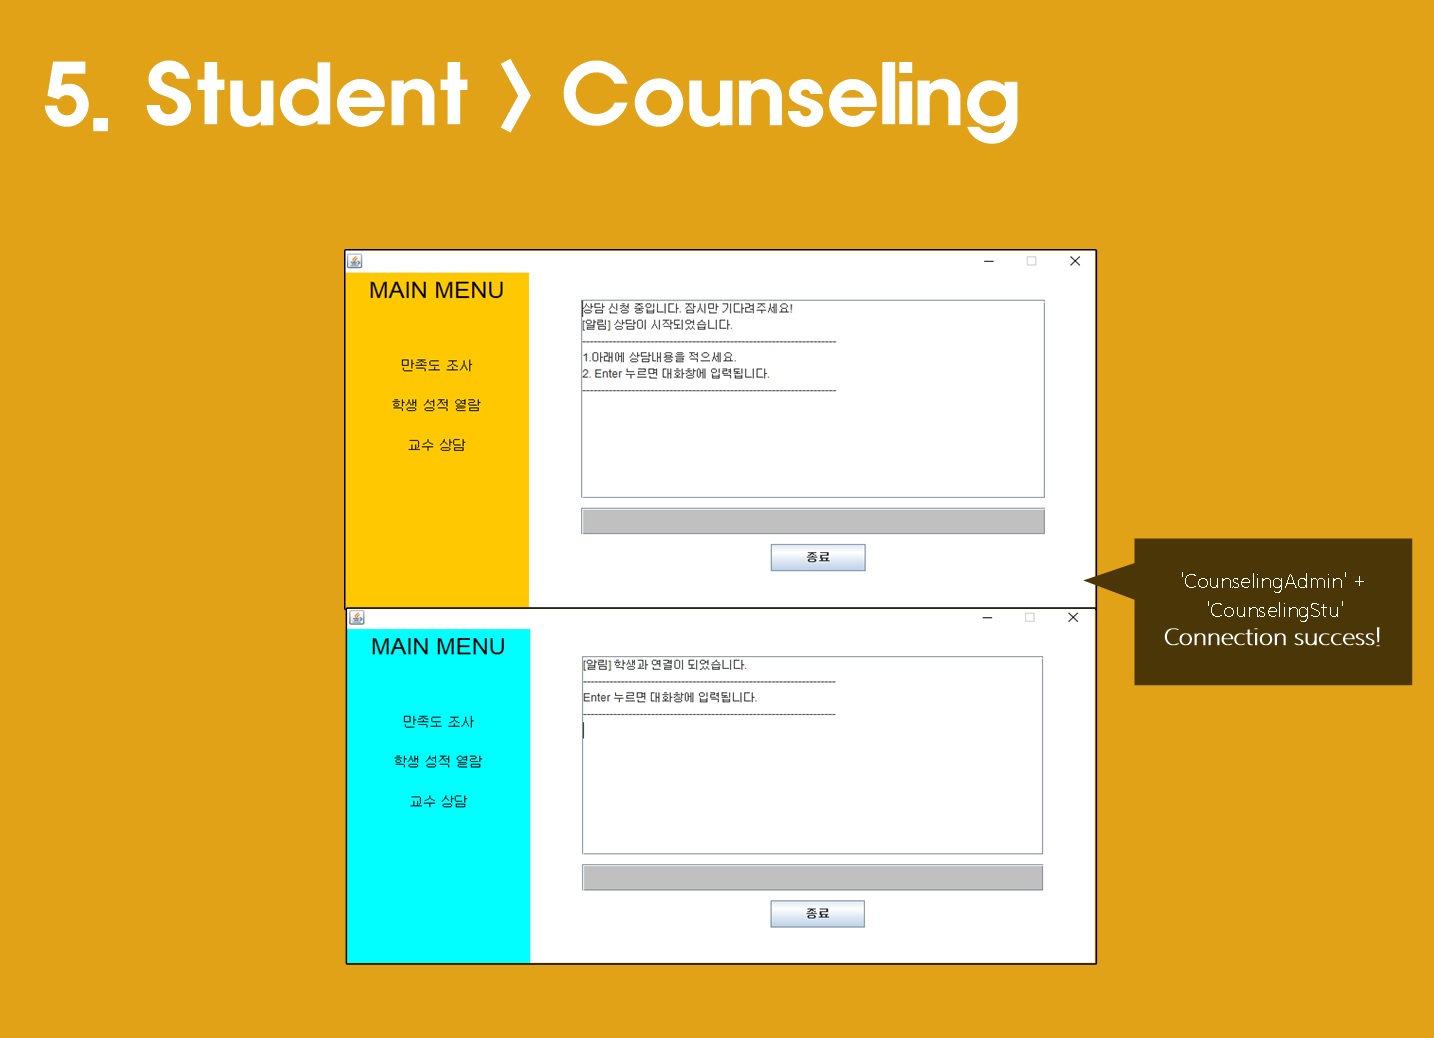 5. Student > Counseling
MAIN MENU
만족도 조사
학생 성적 열람
교수 상담
상담 신청 중입니다. 잠시만 기다려주세요!
[알림] 상담이 시작되었습니다.
--------------------------------------------------------------------
1.아래에 상담내용을 적으세요.
2. Enter 누르면 대화창에 입력됩니다.
--------------------------------------------------------------------
종료
'CounselingAdmin' +
'CounselingStu'
Connection success!
MAIN MENU
만족도 조사
학생 성적 열람
교수 상담
[알림] 학생과 연결이 되었습니다.
--------------------------------------------------------------------
Enter 누르면 대화창에 입력됩니다.
--------------------------------------------------------------------
종료